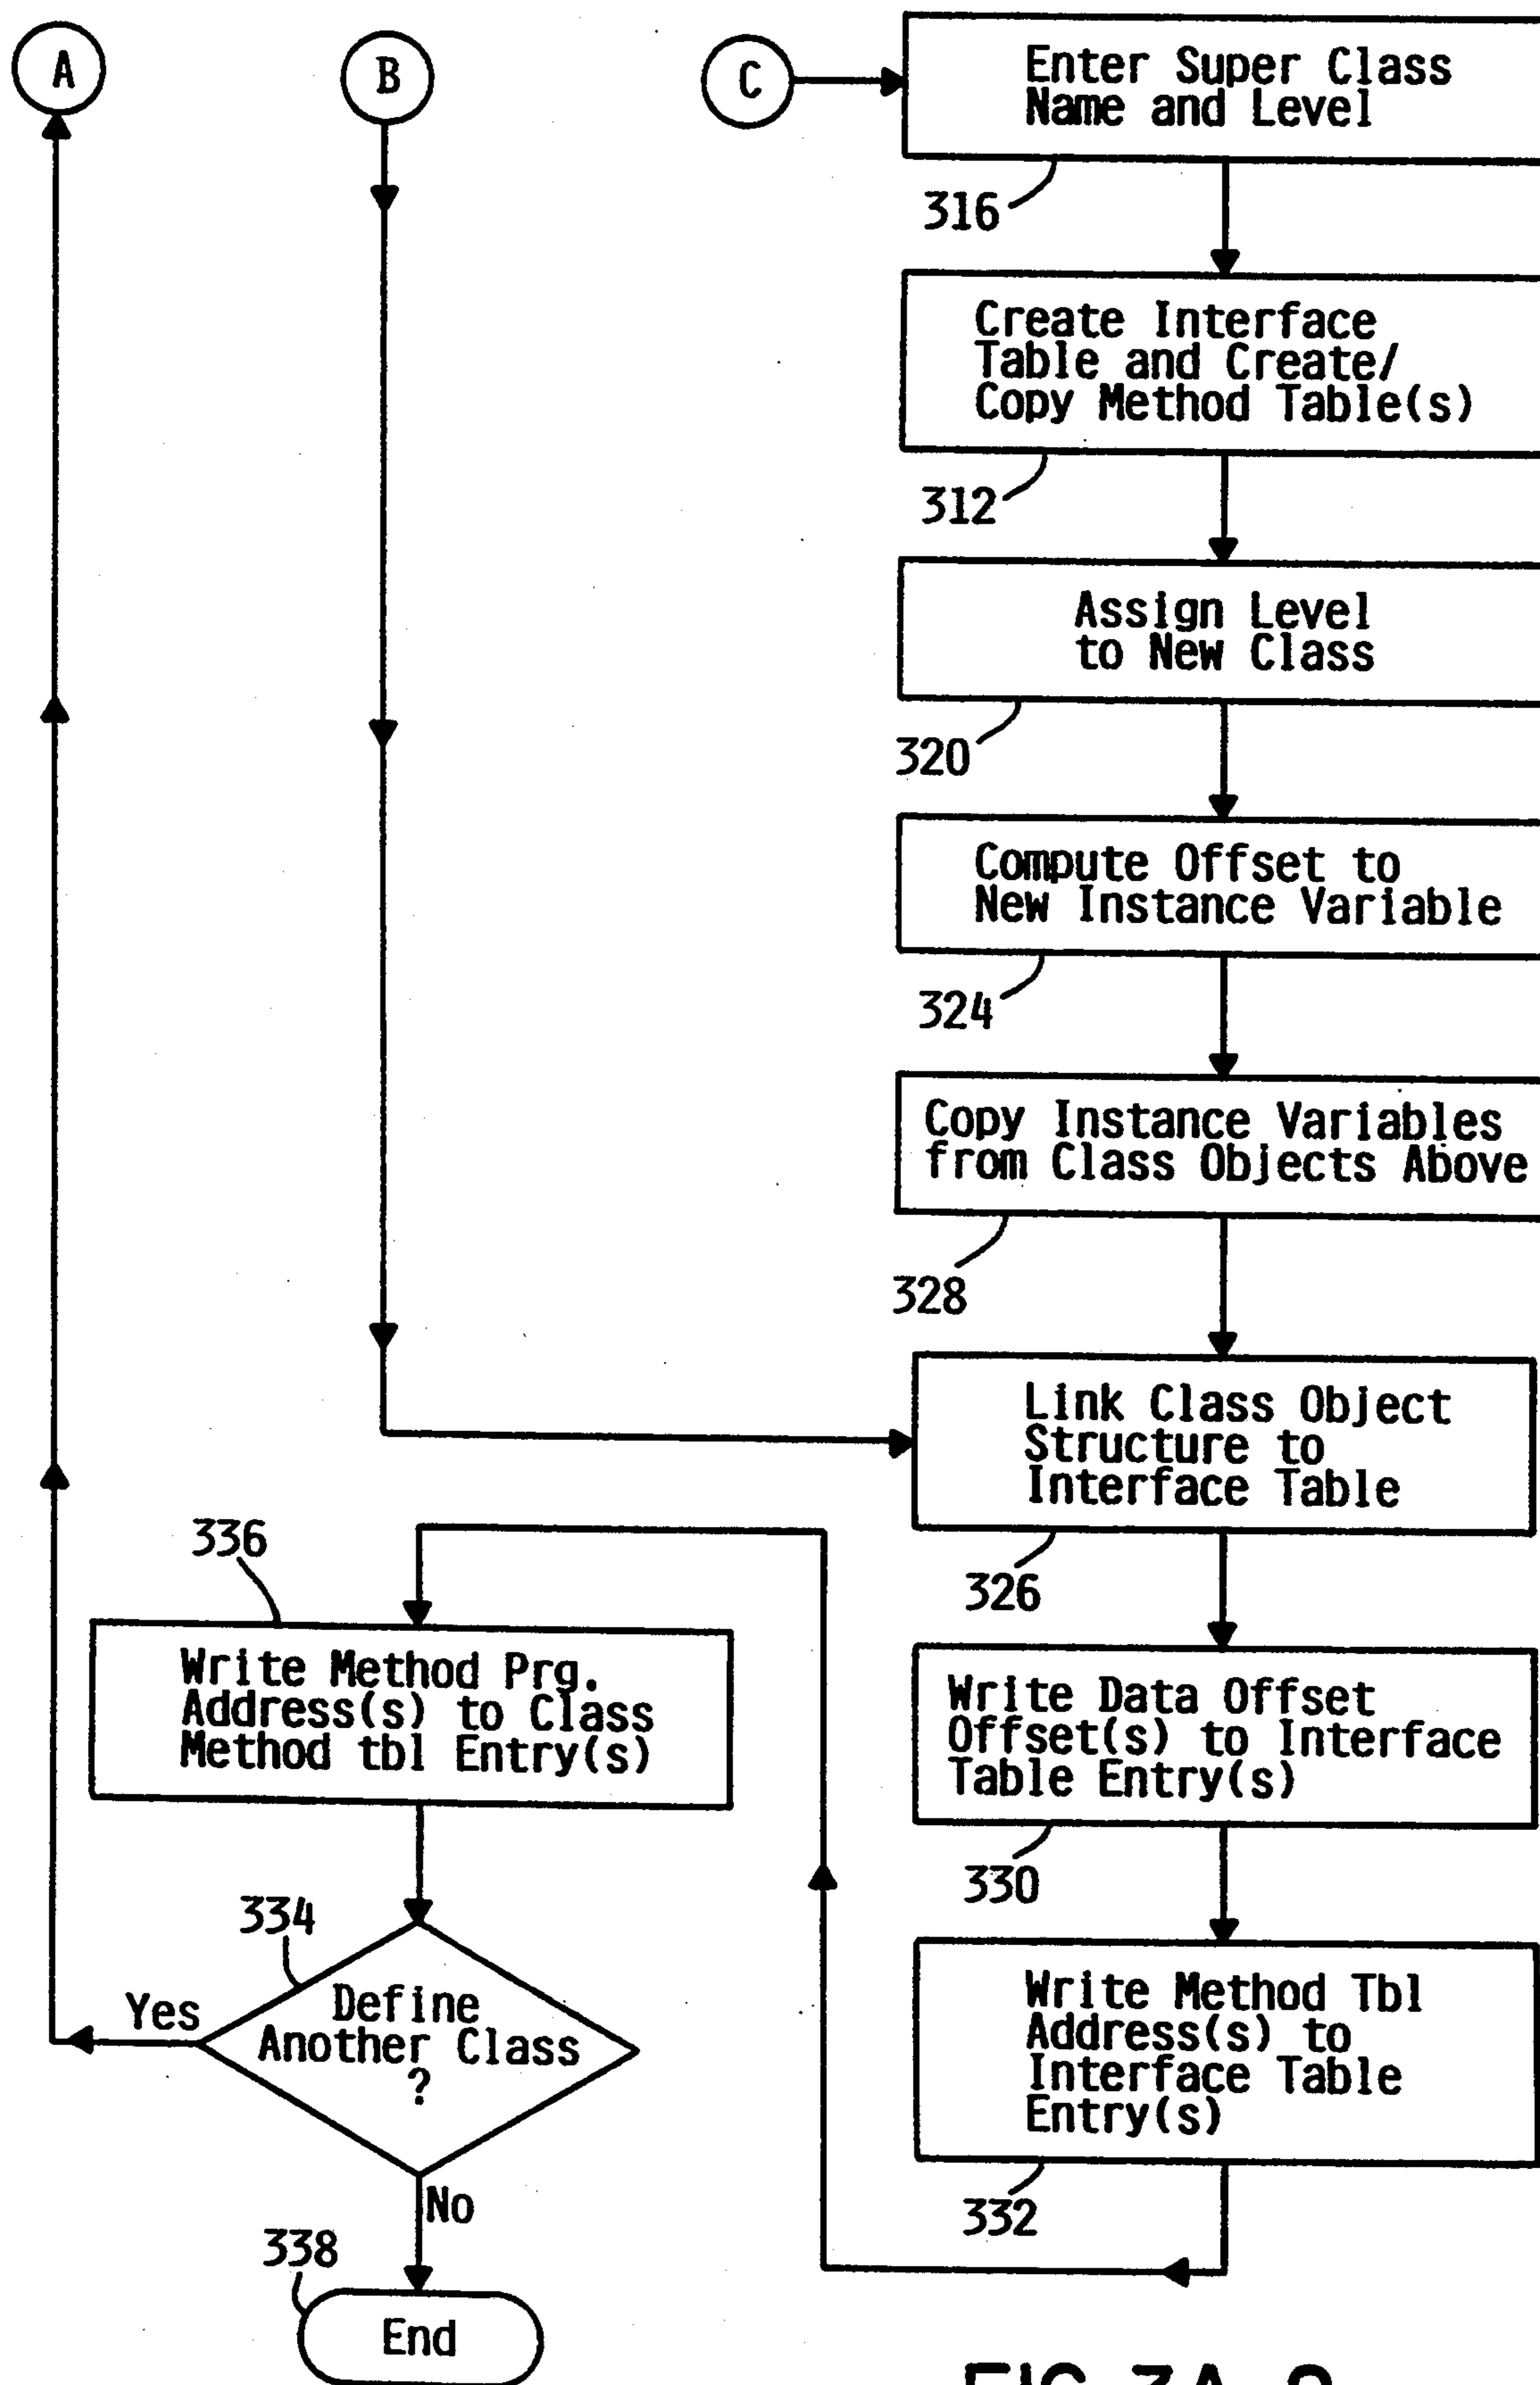 A
B
C
Enter Super Class
Name and Level
316
Create Interface
Table and Create/
Copy Method Table(s)
312
Assign Level
to New Class
320
Compute Offset to
New Instance Variable
324
Copy Instance Variables
from Class Objects Above
328
Link Class Object
Structure to
Interface Table
326
Write Data Offset
Offset(s) to Interface
Table Entry(s)
330
Write Method Tbl
Address(s) to
Interface Table
Entry(s)
332
336
Write Method Prg.
Address(s) to Class
Method tbl Entry(s)
334
Define
Another Class
?
Yes
No
338
End